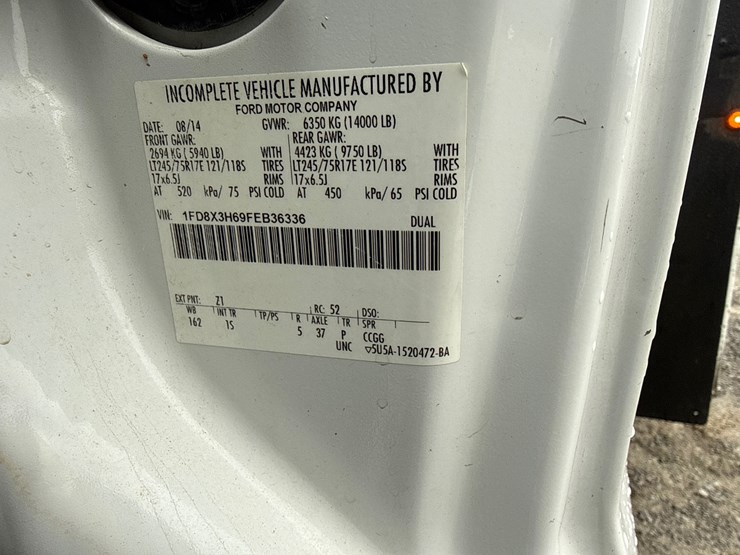 INCOMPLETE VEHICLE MANUFACTURED BY
FORD MOTOR COMPANY
DATE: 08/14 GVWR: 6350 KG (14000 LB)
FRONT GAWR: REAR GAWR:
2694 KG ( 5940 LB) WITH 4423 KG ( 9750 LB) WITH
LT245/75R17E 121/118S TIRES LT245/75R17E 121/118S TIRES
17x6.5J RIMS 17x6.5J RIMS
AT 520 kPa/ 75 PSI COLD AT 450 kPa/ 65 PSI COLD
VIN: 1FD8X3H69FEB36336 DUAL
EXT PNT: Z1 RC: 52 DSO:
WB INT TR TP/PS R AXLE TR SPR
162 1S 5 37 P CCGG
UNC ▽5U5A-1520472-BA